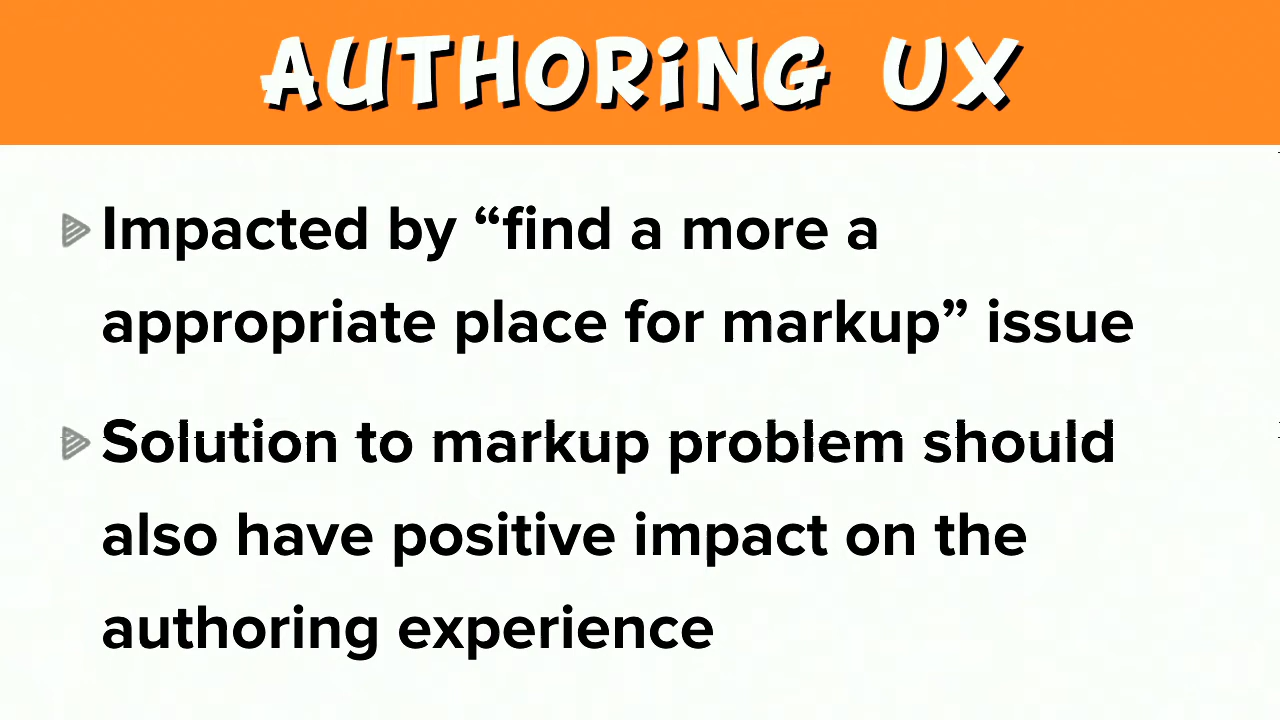 AUTHORING UX
Impacted by “find a more a
appropriate place for markup” issue
Solution to markup problem should
also have positive impact on the
authoring experience